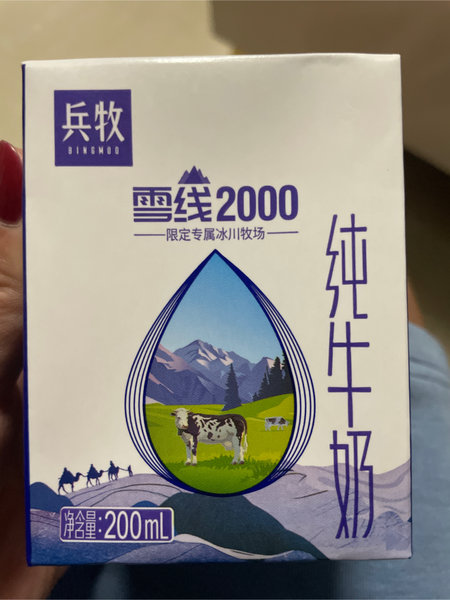 兵牧
BINGMOO
雪线2000
限定专属冰川牧场
纯牛奶
净含量:200mL